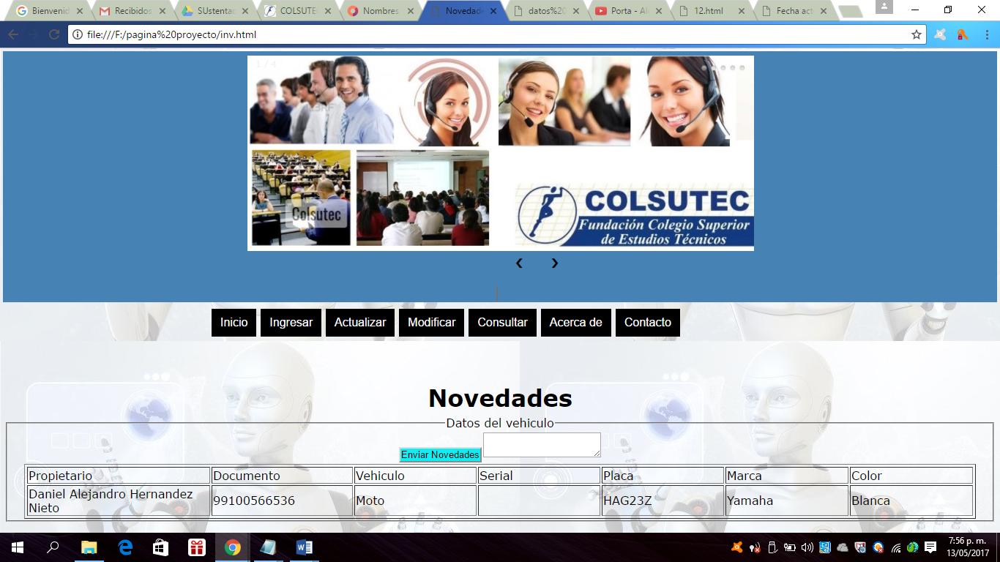 Bienvenid
Recibidos
SUstentac
COLSUTEC
Nombres
Novedade
datos%20
Porta - Al
12.html
Fecha act
file:///F:/pagina%20proyecto/inv.html
1 / 4
Colsutec
COLSUTEC
Fundación Colegio Superior
de Estudios Técnicos
Inicio Ingresar Actualizar Modificar Consultar Acerca de Contacto
Novedades
Datos del vehiculo
Enviar Novedades
Propietario Documento Vehiculo Serial Placa Marca Color
Daniel Alejandro Hernandez
Nieto
99100566536 Moto HAG23Z Yamaha Blanca
7:56 p. m.
13/05/2017